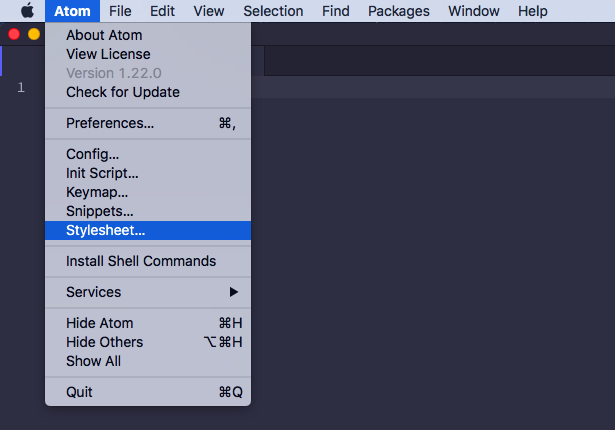 Atom File Edit View Selection Find Packages Window Help
About Atom
View License
Version 1.22.0
Check for Update
1
Preferences... ⌘,
Config...
Init Script...
Keymap...
Snippets...
Stylesheet...
Install Shell Commands
Services ▶
Hide Atom ⌘H
Hide Others ⌥⌘H
Show All
Quit ⌘Q